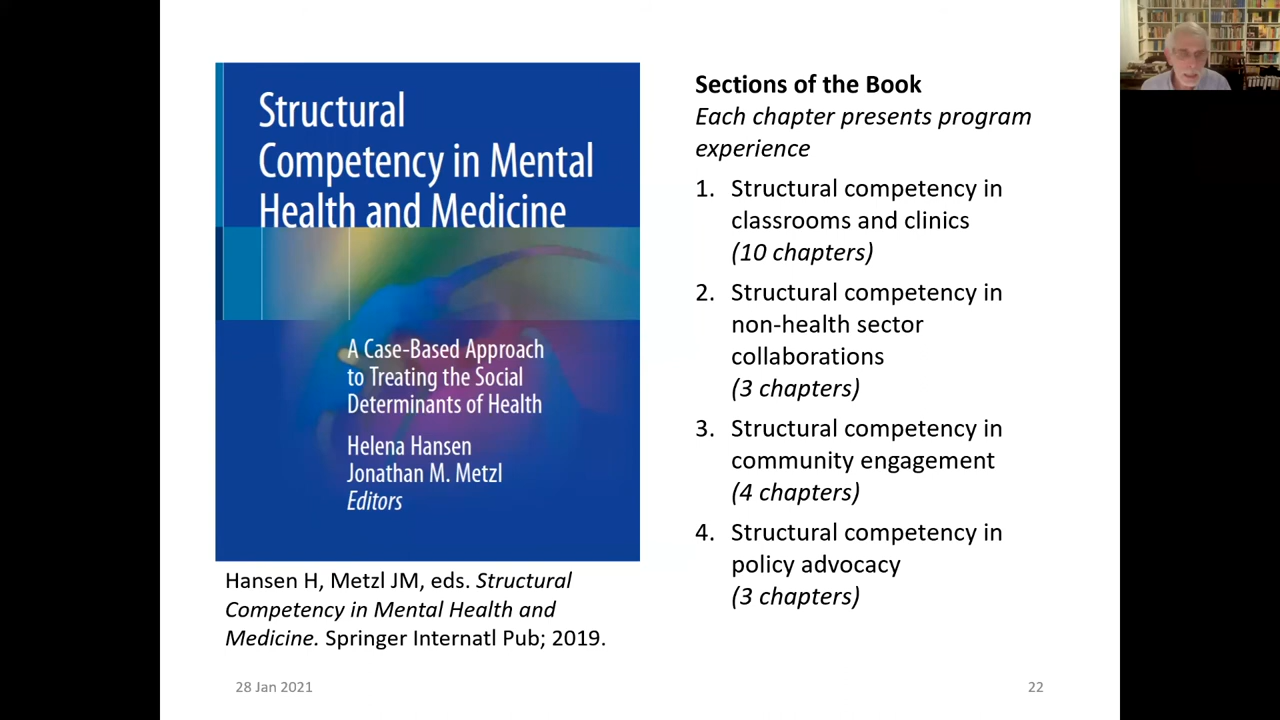 Structural
Competency in Mental
Health and Medicine
A Case-Based Approach
to Treating the Social
Determinants of Health
Helena Hansen
Jonathan M. Metzl
Editors
Hansen H, Metzl JM, eds. Structural
Competency in Mental Health and
Medicine. Springer Internatl Pub; 2019.
Sections of the Book
Each chapter presents program
experience
1. Structural competency in
classrooms and clinics
(10 chapters)
2. Structural competency in
non-health sector
collaborations
(3 chapters)
3. Structural competency in
community engagement
(4 chapters)
4. Structural competency in
policy advocacy
(3 chapters)
28 Jan 2021
22